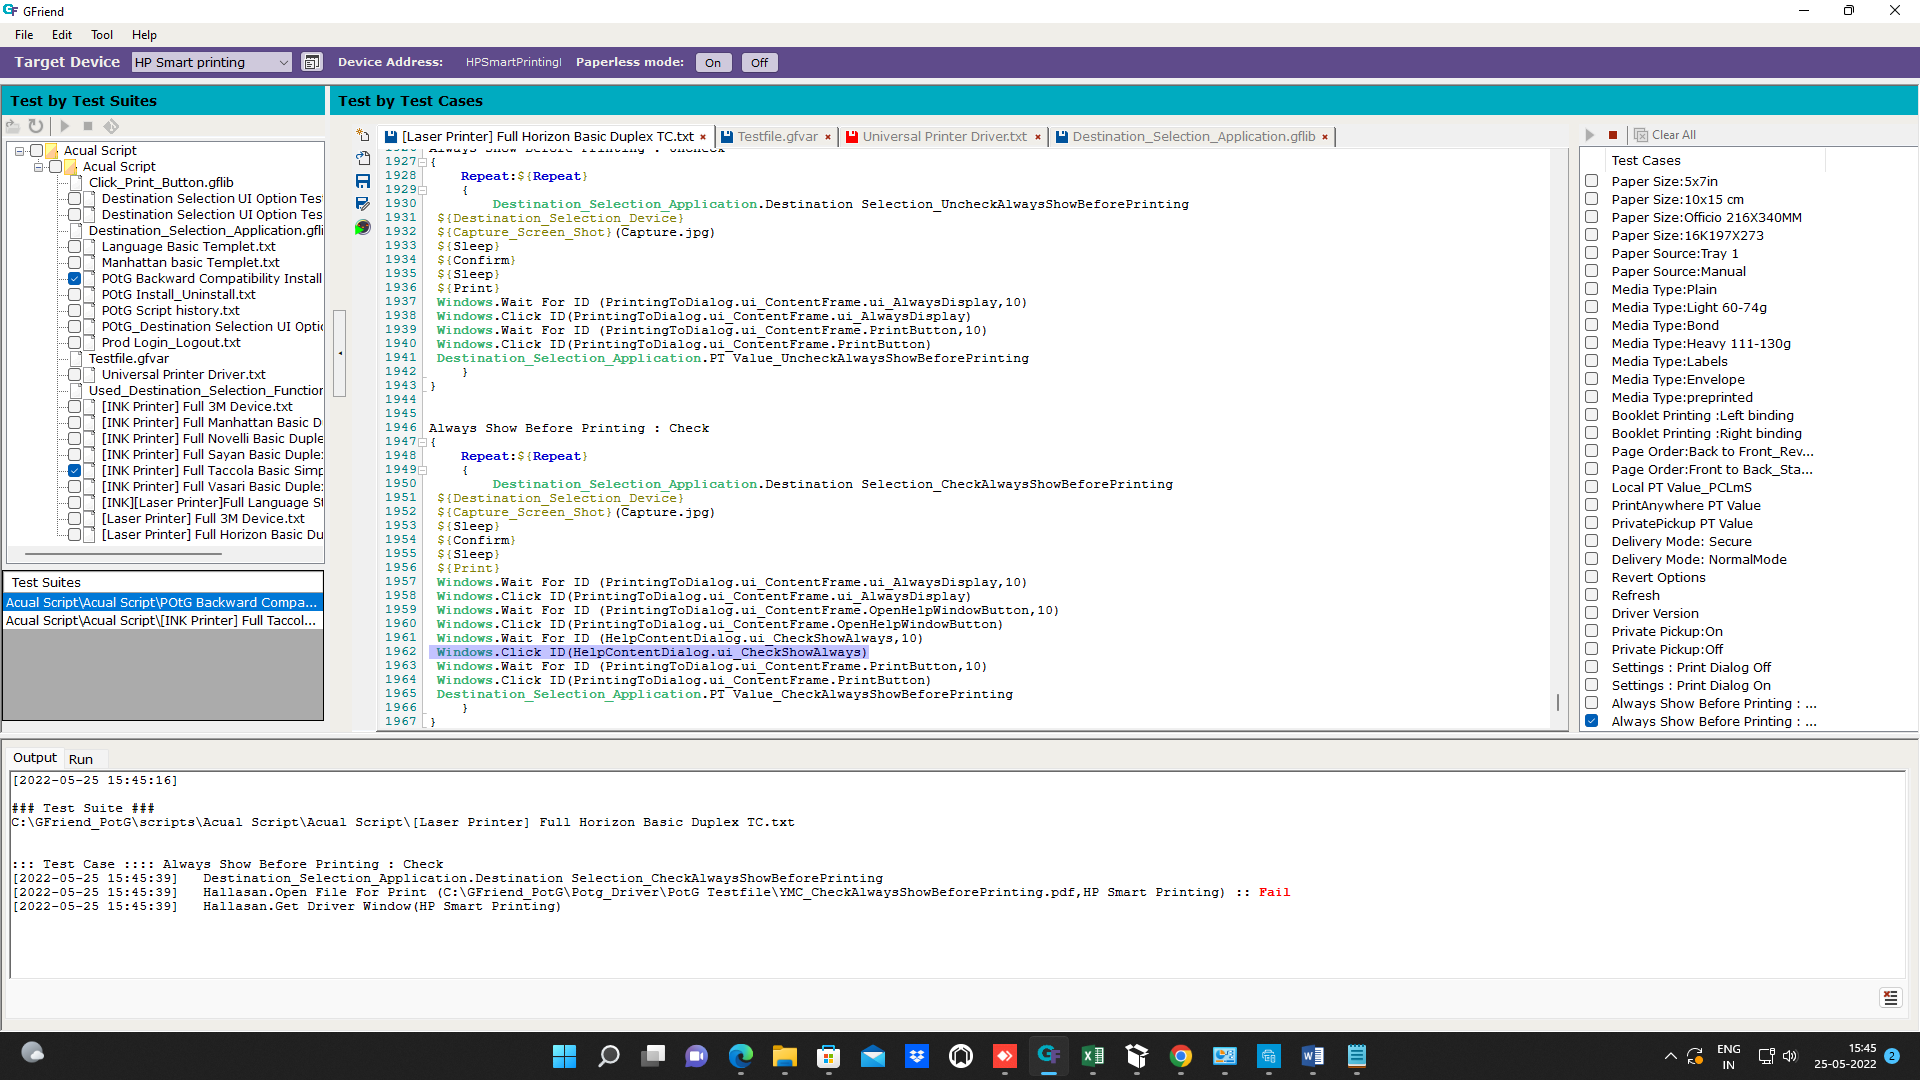 GFriend
File Edit Tool Help
Target Device HP Smart printing Device Address: HPSmartPrintingI Paperless mode: On Off
Test by Test Suites
Acual Script
Acual Script
Click_Print_Button.gflib
Destination Selection UI Option Tes
Destination Selection UI Option Tes
Destination_Selection_Application.gfli
Language Basic Templet.txt
Manhattan basic Templet.txt
POtG Backward Compatibility Install
POtG Install_Uninstall.txt
POtG Script history.txt
POtG_Destination Selection UI Optic
Prod Login_Logout.txt
Testfile.gfvar
Universal Printer Driver.txt
Used_Destination_Selection_Function
[INK Printer] Full 3M Device.txt
[INK Printer] Full Manhattan Basic D
[INK Printer] Full Novelli Basic Duple
[INK Printer] Full Sayan Basic Duple
[INK Printer] Full Taccola Basic Simp
[INK Printer] Full Vasari Basic Duple
[INK][Laser Printer]Full Language S
[Laser Printer] Full 3M Device.txt
[Laser Printer] Full Horizon Basic Du
Test Suites
Acual Script\Acual Script\POtG Backward Compa...
Acual Script\Acual Script\[INK Printer] Full Taccol...
Test by Test Cases
[Laser Printer] Full Horizon Basic Duplex TC.txt × Testfile.gfvar × Universal Printer Driver.txt × Destination_Selection_Application.gflib ×
1926 Always Show Before Printing : Uncheck
1927 {
1928 Repeat:${Repeat}
1929 {
1930 Destination_Selection_Application.Destination Selection_UncheckAlwaysShowBeforePrinting
1931 ${Destination_Selection_Device}
1932 ${Capture_Screen_Shot}(Capture.jpg)
1933 ${Sleep}
1934 ${Confirm}
1935 ${Sleep}
1936 ${Print}
1937 Windows.Wait For ID (PrintingToDialog.ui_ContentFrame.ui_AlwaysDisplay,10)
1938 Windows.Click ID(PrintingToDialog.ui_ContentFrame.ui_AlwaysDisplay)
1939 Windows.Wait For ID (PrintingToDialog.ui_ContentFrame.PrintButton,10)
1940 Windows.Click ID(PrintingToDialog.ui_ContentFrame.PrintButton)
1941 Destination_Selection_Application.PT Value_UncheckAlwaysShowBeforePrinting
1942 }
1943 }
1944
1945
1946 Always Show Before Printing : Check
1947 {
1948 Repeat:${Repeat}
1949 {
1950 Destination_Selection_Application.Destination Selection_CheckAlwaysShowBeforePrinting
1951 ${Destination_Selection_Device}
1952 ${Capture_Screen_Shot}(Capture.jpg)
1953 ${Sleep}
1954 ${Confirm}
1955 ${Sleep}
1956 ${Print}
1957 Windows.Wait For ID (PrintingToDialog.ui_ContentFrame.ui_AlwaysDisplay,10)
1958 Windows.Click ID(PrintingToDialog.ui_ContentFrame.ui_AlwaysDisplay)
1959 Windows.Wait For ID (PrintingToDialog.ui_ContentFrame.OpenHelpWindowButton,10)
1960 Windows.Click ID(PrintingToDialog.ui_ContentFrame.OpenHelpWindowButton)
1961 Windows.Wait For ID (HelpContentDialog.ui_CheckShowAlways,10)
1962 Windows.Click ID(HelpContentDialog.ui_CheckShowAlways)
1963 Windows.Wait For ID (PrintingToDialog.ui_ContentFrame.PrintButton,10)
1964 Windows.Click ID(PrintingToDialog.ui_ContentFrame.PrintButton)
1965 Destination_Selection_Application.PT Value_CheckAlwaysShowBeforePrinting
1966 }
1967 }
Clear All
Test Cases
Paper Size:5x7in
Paper Size:10x15 cm
Paper Size:Officio 216X340MM
Paper Size:16K197X273
Paper Source:Tray 1
Paper Source:Manual
Media Type:Plain
Media Type:Light 60-74g
Media Type:Bond
Media Type:Heavy 111-130g
Media Type:Labels
Media Type:Envelope
Media Type:preprinted
Booklet Printing :Left binding
Booklet Printing :Right binding
Page Order:Back to Front_Rev...
Page Order:Front to Back_Sta...
Local PT Value_PCLmS
PrintAnywhere PT Value
PrivatePickup PT Value
Delivery Mode: Secure
Delivery Mode: NormalMode
Revert Options
Refresh
Driver Version
Private Pickup:On
Private Pickup:Off
Settings : Print Dialog Off
Settings : Print Dialog On
Always Show Before Printing : ...
Always Show Before Printing : ...
Output Run
[2022-05-25 15:45:16]
### Test Suite ###
C:\GFriend_PotG\scripts\Acual Script\Acual Script\[Laser Printer] Full Horizon Basic Duplex TC.txt
::: Test Case :::: Always Show Before Printing : Check
[2022-05-25 15:45:39] Destination_Selection_Application.Destination Selection_CheckAlwaysShowBeforePrinting
[2022-05-25 15:45:39] Hallasan.Open File For Print (C:\GFriend_PotG\Potg_Driver\PotG Testfile\YMC_CheckAlwaysShowBeforePrinting.pdf,HP Smart Printing) :: Fail
[2022-05-25 15:45:39] Hallasan.Get Driver Window(HP Smart Printing)
ENG
IN
15:45
25-05-2022
2